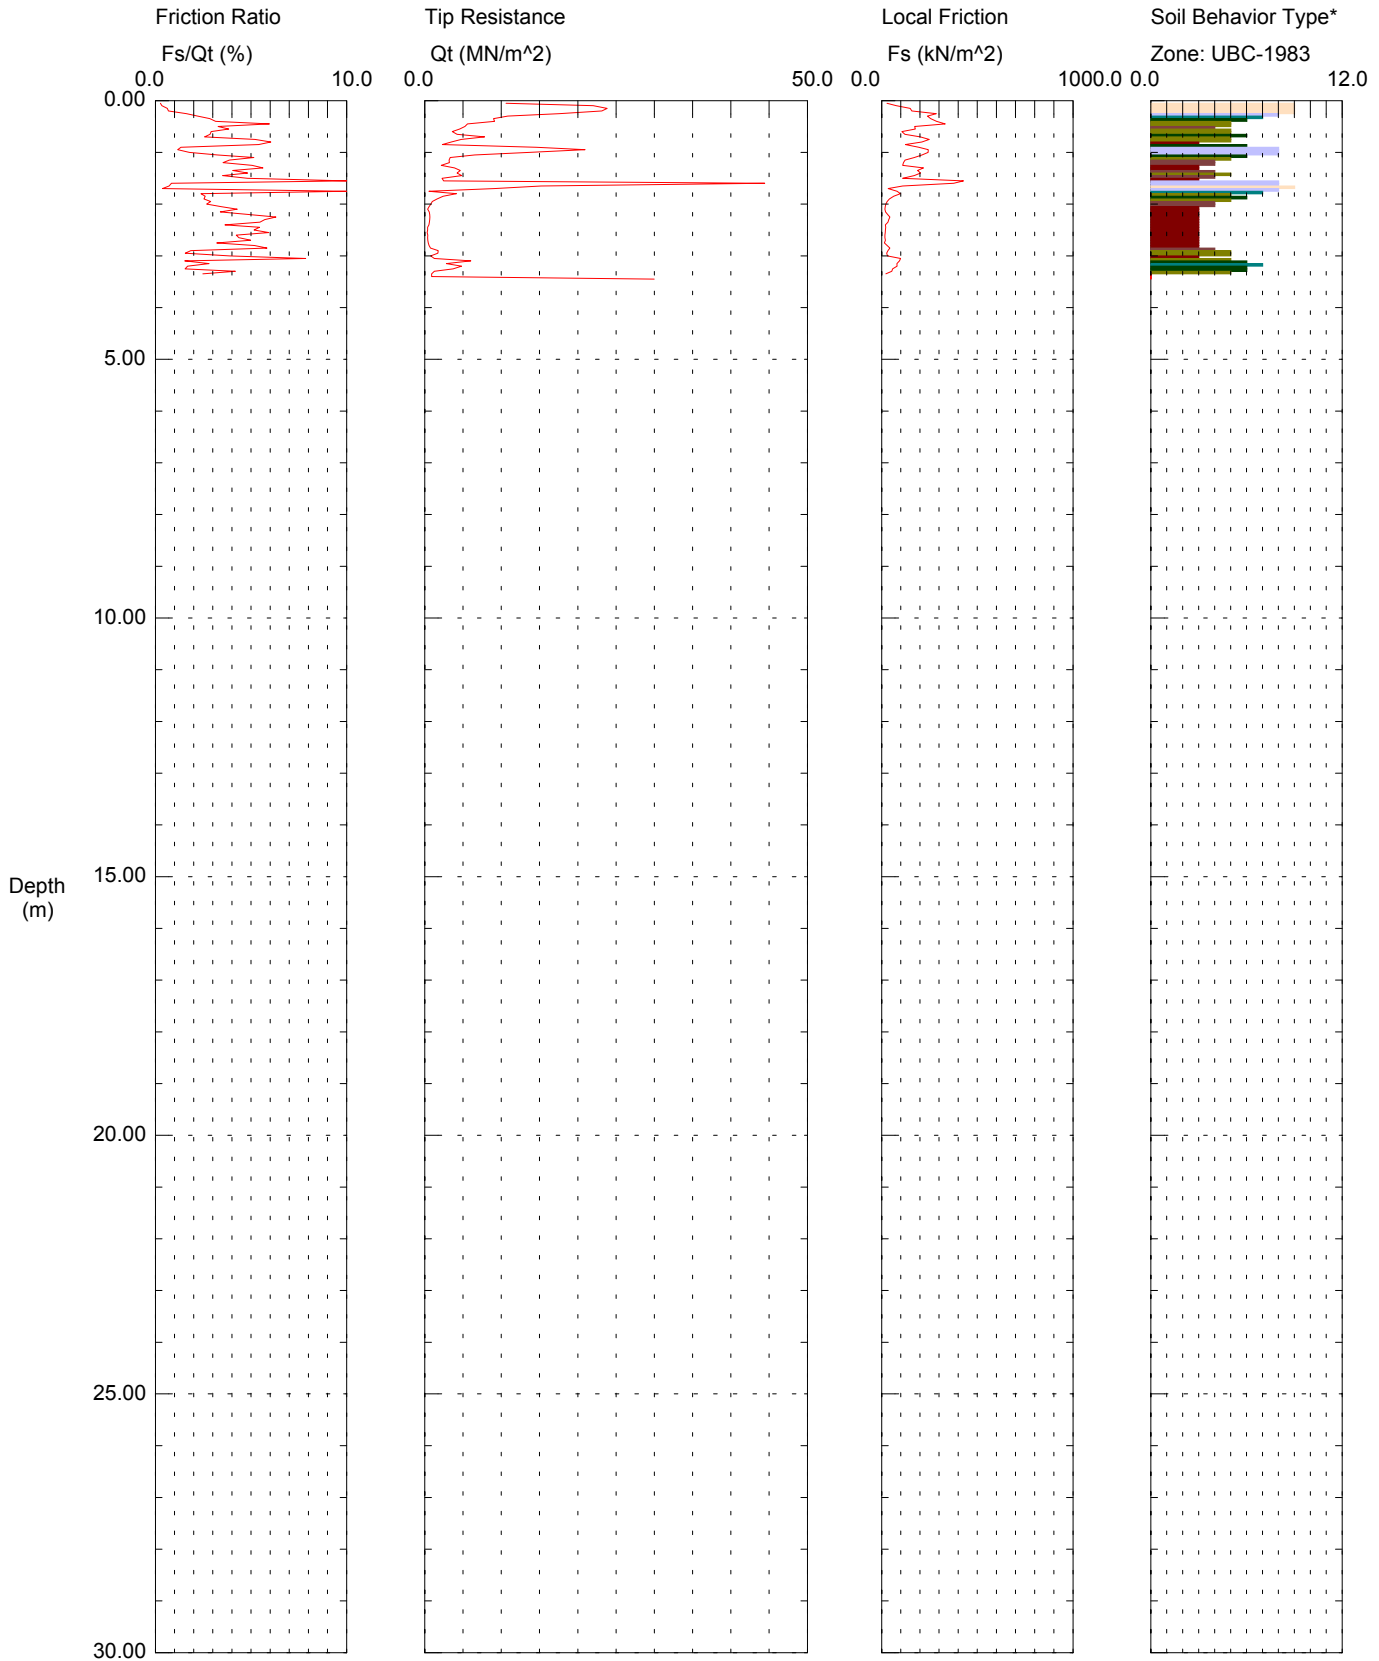 Friction Ratio Tip Resistance Local Friction Soil Behavior Type*
Fs/Qt (%) Qt (MN/m^2) Fs (kN/m^2) Zone: UBC-1983
0.0 10.0 0.0 50.0 0.0 1000.0 0.0 12.0
0.00
5.00
10.00
15.00
Depth
(m)
20.00
25.00
30.00